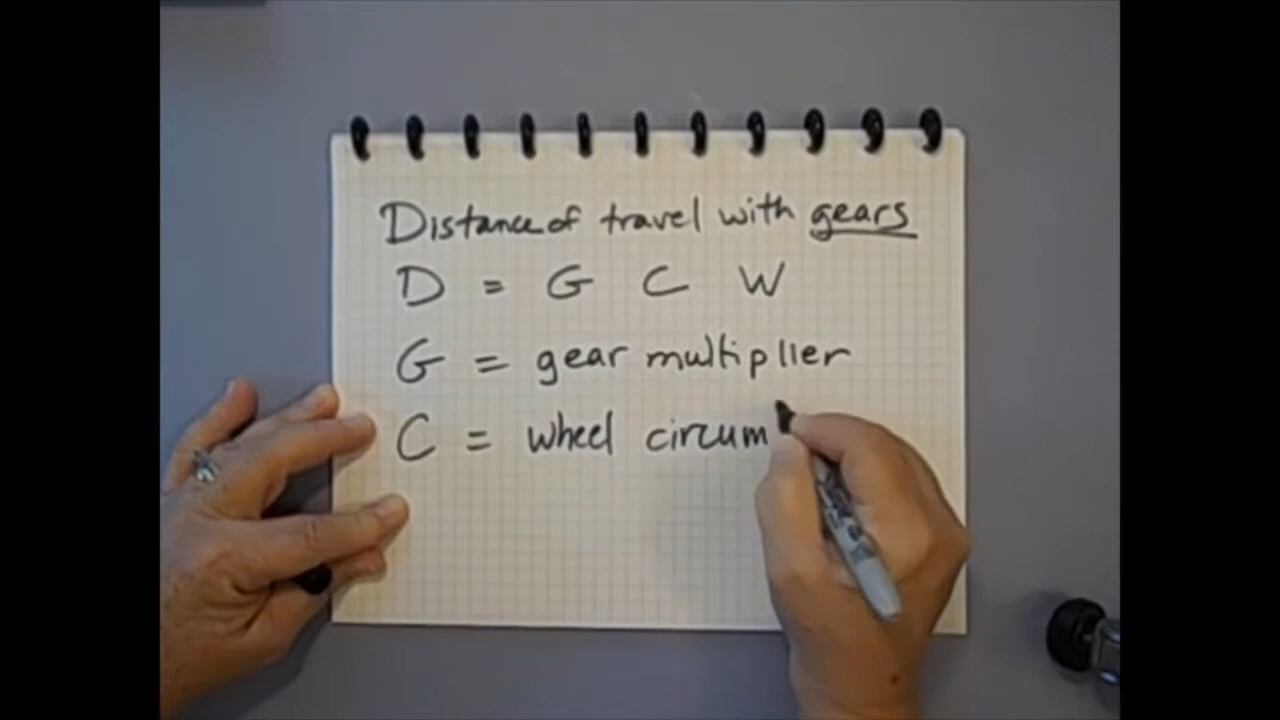 Distance of travel with gears
D = G C W
G = gear multiplier
C = wheel circum